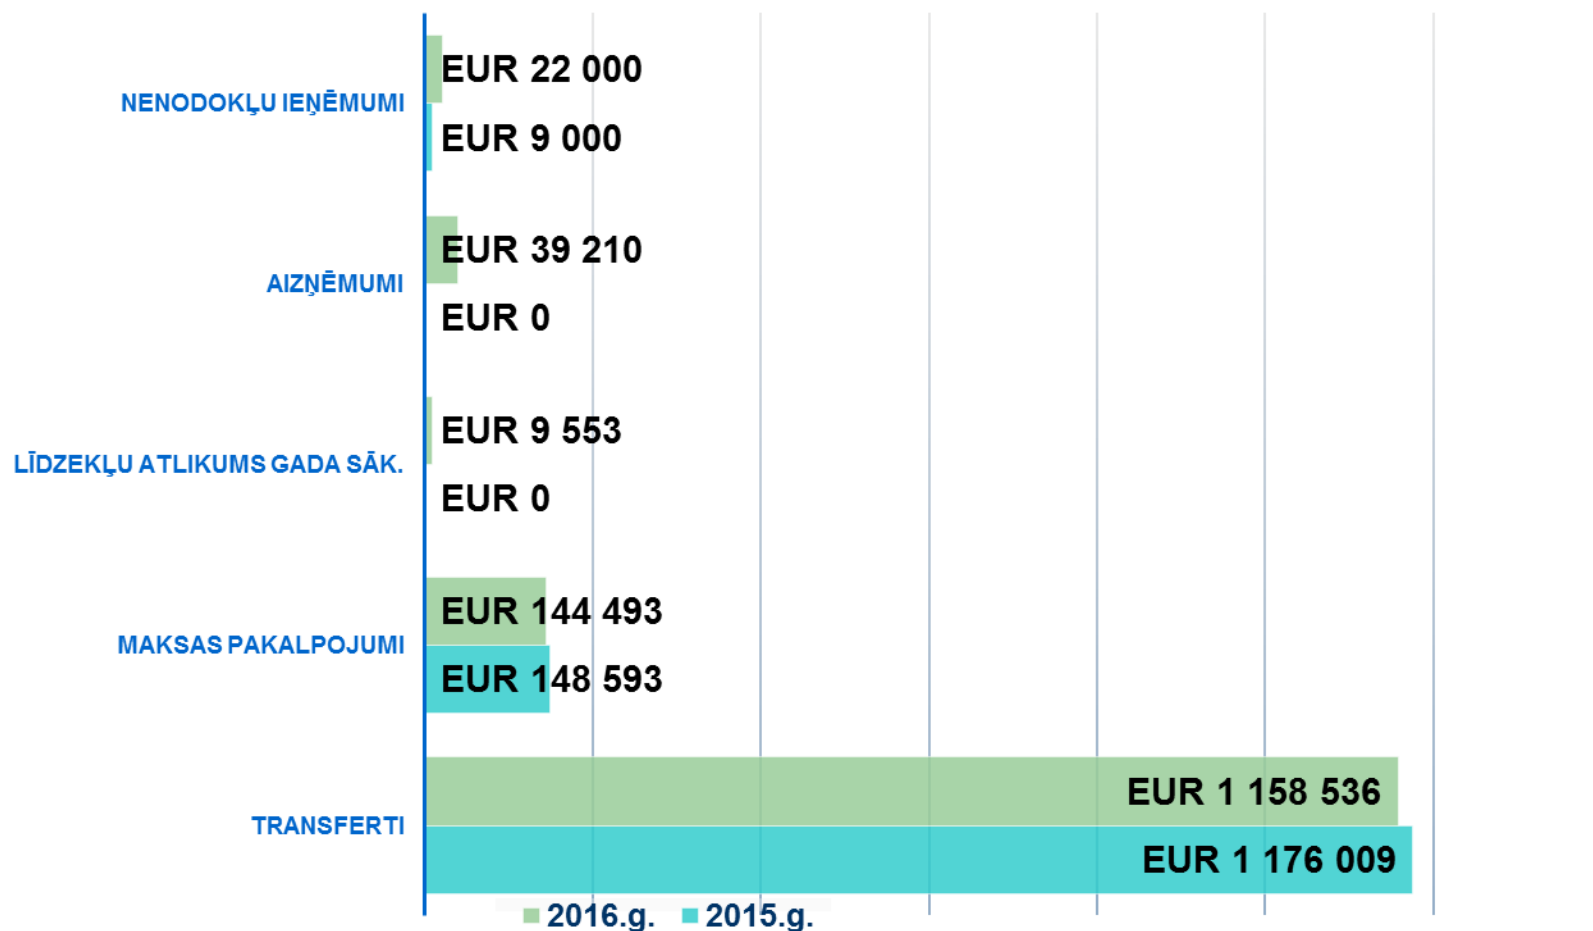 EUR 22 000
NENODOKĻU IEŅĒMUMI
EUR 9 000
EUR 39 210
AIZŅĒMUMI
EUR 0
EUR 9 553
LĪDZEKĻU ATLIKUMS GADA SĀK.
EUR 0
EUR 144 493
MAKSAS PAKALPOJUMI
EUR 148 593
EUR 1 158 536
TRANSFERTI
EUR 1 176 009
2016.g. 2015.g.